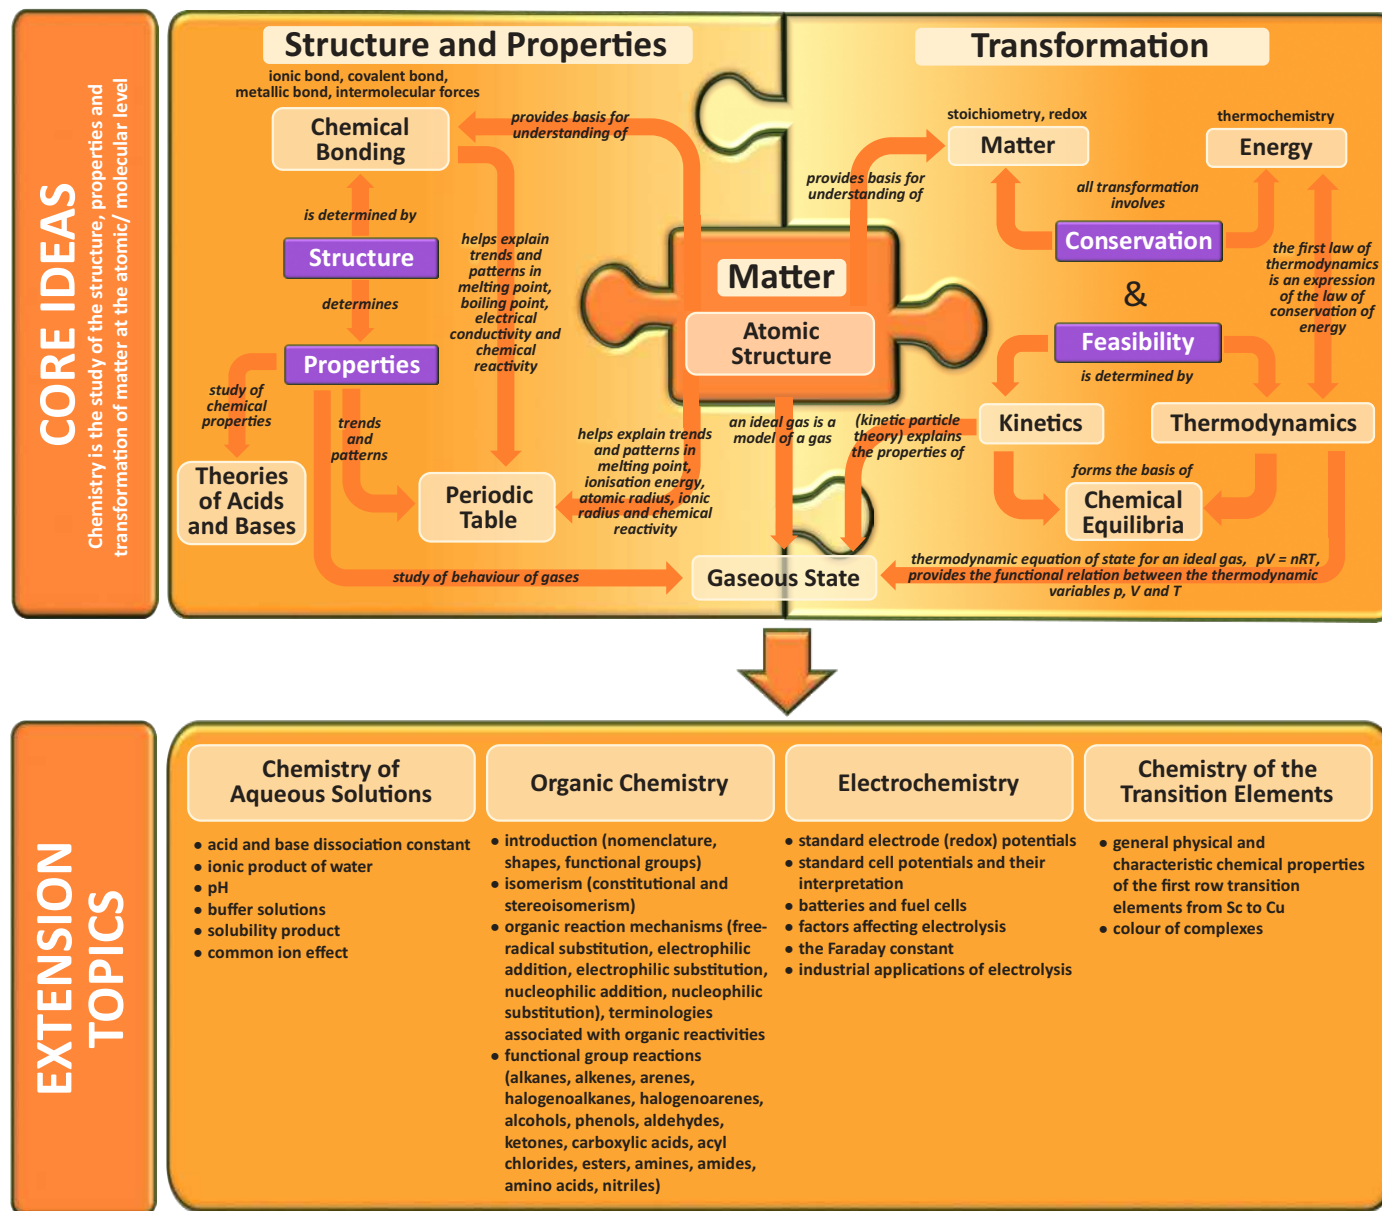 CORE IDEAS
Chemistry is the study of the structure, properties and
transformation of matter at the atomic/ molecular level
Structure and Properties
ionic bond, covalent bond,
metallic bond, intermolecular forces
Chemical
Bonding
provides basis for
understanding of
is determined by
Structure
determines
Properties
helps explain
trends and
patterns in
melting point,
boiling point,
electrical
conductivity and
chemical
reactivity
study of
chemical
properties
trends
and
patterns
Theories
of Acids
and Bases
Periodic
Table
helps explain trends
and patterns in
melting point,
ionisation energy,
atomic radius, ionic
radius and chemical
reactivity
study of behaviour of gases
Matter
Atomic
Structure
an ideal gas is a
model of a gas
Gaseous State
Transformation
stoichiometry, redox
Matter
thermochemistry
Energy
provides basis for
understanding of
all transformation
involves
Conservation
&
Feasibility
is determined by
the first law of
thermodynamics
is an expression
of the law of
conservation of
energy
(kinetic particle
theory) explains
the properties of
Kinetics
Thermodynamics
forms the basis of
Chemical
Equilibria
thermodynamic equation of state for an ideal gas, pV = nRT,
provides the functional relation between the thermodynamic
variables p, V and T
EXTENSION
TOPICS
Chemistry of
Aqueous Solutions
● acid and base dissociation constant
● ionic product of water
● pH
● buffer solutions
● solubility product
● common ion effect
Organic Chemistry
● introduction (nomenclature,
shapes, functional groups)
● isomerism (constitutional and
stereoisomerism)
● organic reaction mechanisms (free-
radical substitution, electrophilic
addition, electrophilic substitution,
nucleophilic addition, nucleophilic
substitution), terminologies
associated with organic reactivities
● functional group reactions
(alkanes, alkenes, arenes,
halogenoalkanes, halogenoarenes,
alcohols, phenols, aldehydes,
ketones, carboxylic acids, acyl
chlorides, esters, amines, amides,
amino acids, nitriles)
Electrochemistry
● standard electrode (redox) potentials
● standard cell potentials and their
interpretation
● batteries and fuel cells
● factors affecting electrolysis
● the Faraday constant
● industrial applications of electrolysis
Chemistry of the
Transition Elements
● general physical and
characteristic chemical properties
of the first row transition
elements from Sc to Cu
● colour of complexes